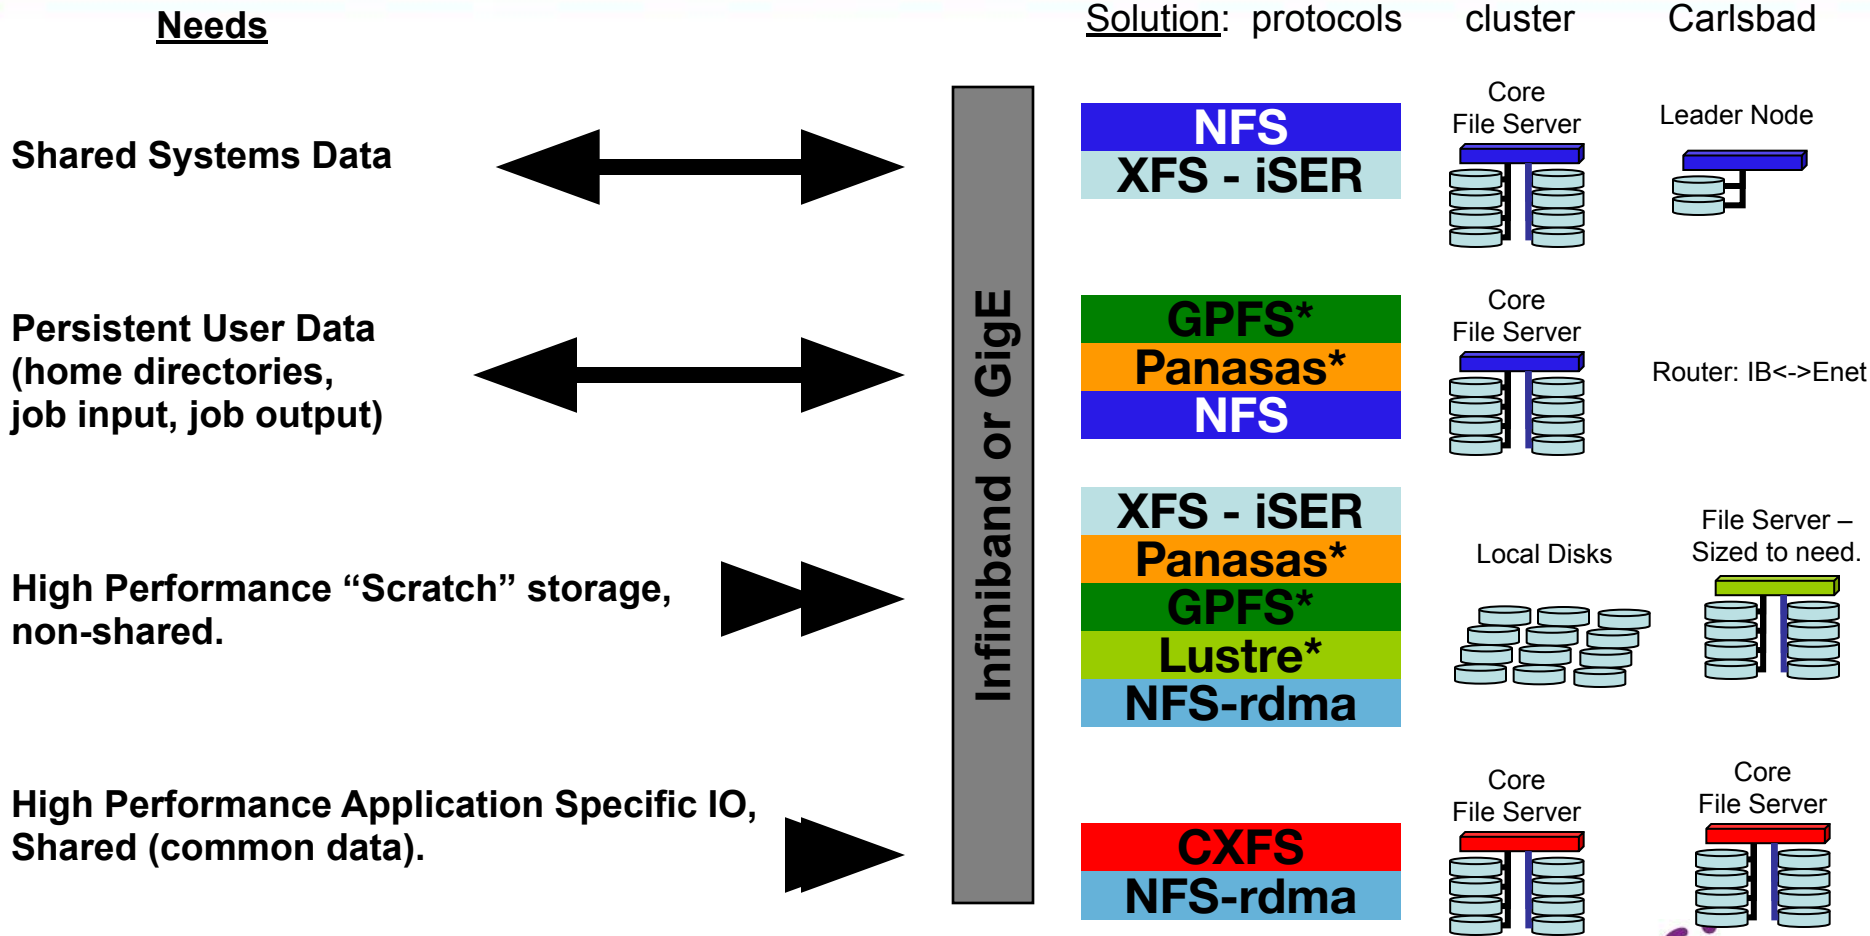 Needs
Solution: protocols cluster Carlsbad
Shared Systems Data
NFS
XFS - iSER
Core
File Server
Leader Node
Persistent User Data
(home directories,
job input, job output)
GPFS*
Panasas*
NFS
Core
File Server
Router: IB<->Enet
Infiniband or GigE
High Performance “Scratch” storage,
non-shared.
XFS - iSER
Panasas*
GPFS*
Lustre*
NFS-rdma
Local Disks
File Server –
Sized to need.
High Performance Application Specific IO,
Shared (common data).
CXFS
NFS-rdma
Core
File Server
Core
File Server